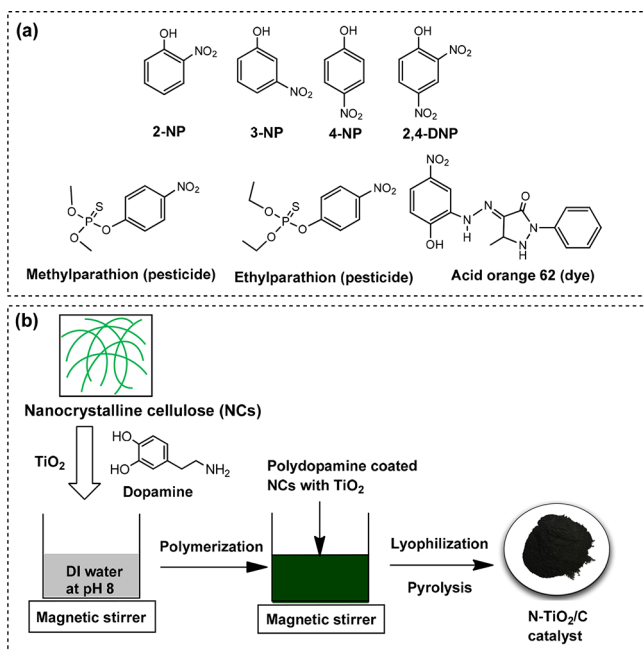 (a)
OH
NO₂
OH
NO₂
OH
NO₂
OH
NO₂
NO₂
2-NP
3-NP
4-NP
2,4-DNP
O
P
S
O
O
NO₂
Methylparathion (pesticide)
O
P
S
O
O
NO₂
Ethylparathion (pesticide)
NO₂
OH
N
H
N
O
N
N
H
Me
Acid orange 62 (dye)
(b)
Nanocrystalline cellulose (NCs)
TiO₂
HO
HO
NH₂
Dopamine
DI water
at pH 8
Magnetic stirrer
Polymerization
Polydopamine coated
NCs with TiO₂
Magnetic stirrer
Lyophilization
Pyrolysis
N-TiO₂/C
catalyst